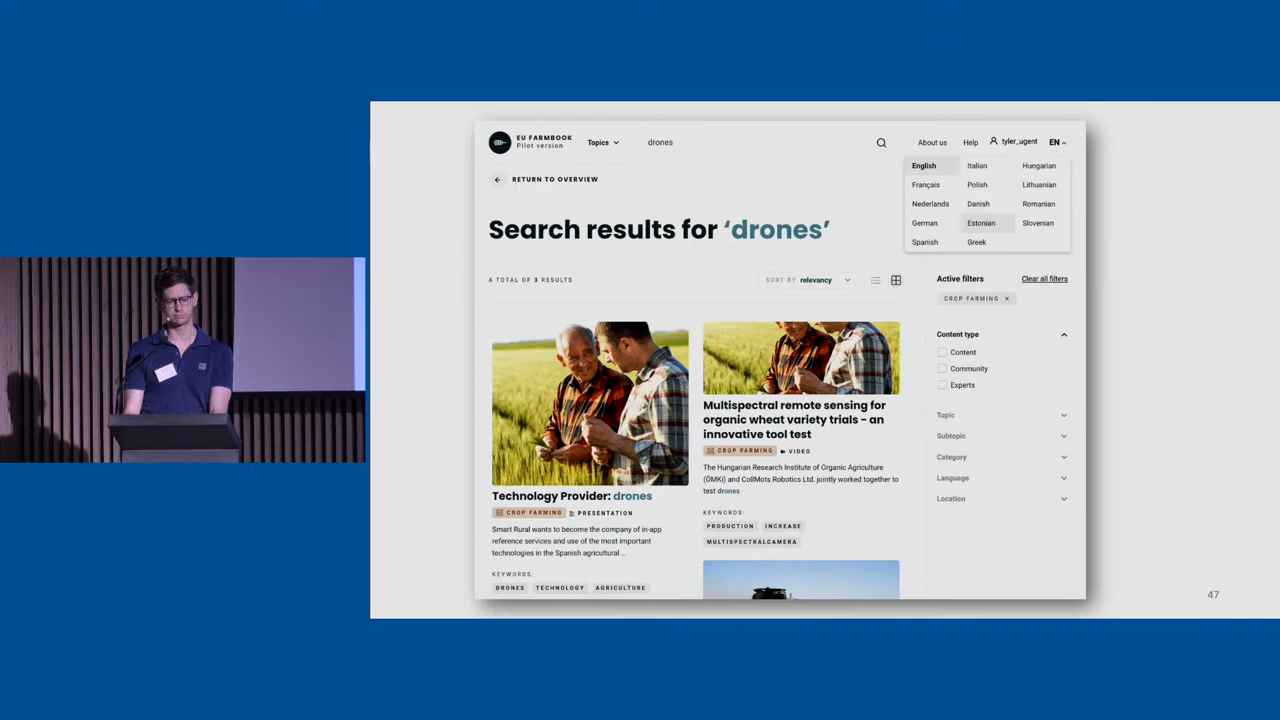 EU FARMBOOK
Pilot version
Topics
drones
About us
Help
tyler_ugent
EN
English
Italian
Hungarian
Français
Polish
Lithuanian
Nederlands
Danish
Romanian
German
Estonian
Slovenian
Spanish
Greek
RETURN TO OVERVIEW
Search results for ‘drones’
A TOTAL OF 3 RESULTS
SORT BY relevancy
Active filters
Clear all filters
CROP FARMING ×
Content type
Content
Community
Experts
Topic
Subtopic
Category
Language
Location
Technology Provider: drones
CROP FARMING
PRESENTATION
Smart Rural wants to become the company of in-app
reference services and use of the most important
technologies in the Spanish agricultural ...
KEYWORDS:
DRONES
TECHNOLOGY
AGRICULTURE
Multispectral remote sensing for
organic wheat variety trials - an
innovative tool test
CROP FARMING
VIDEO
The Hungarian Research Institute of Organic Agriculture
(ÖMKi) and CollMots Robotics Ltd. jointly worked together to
test drones
KEYWORDS:
PRODUCTION
INCREASE
MULTISPECTRALCAMERA
47